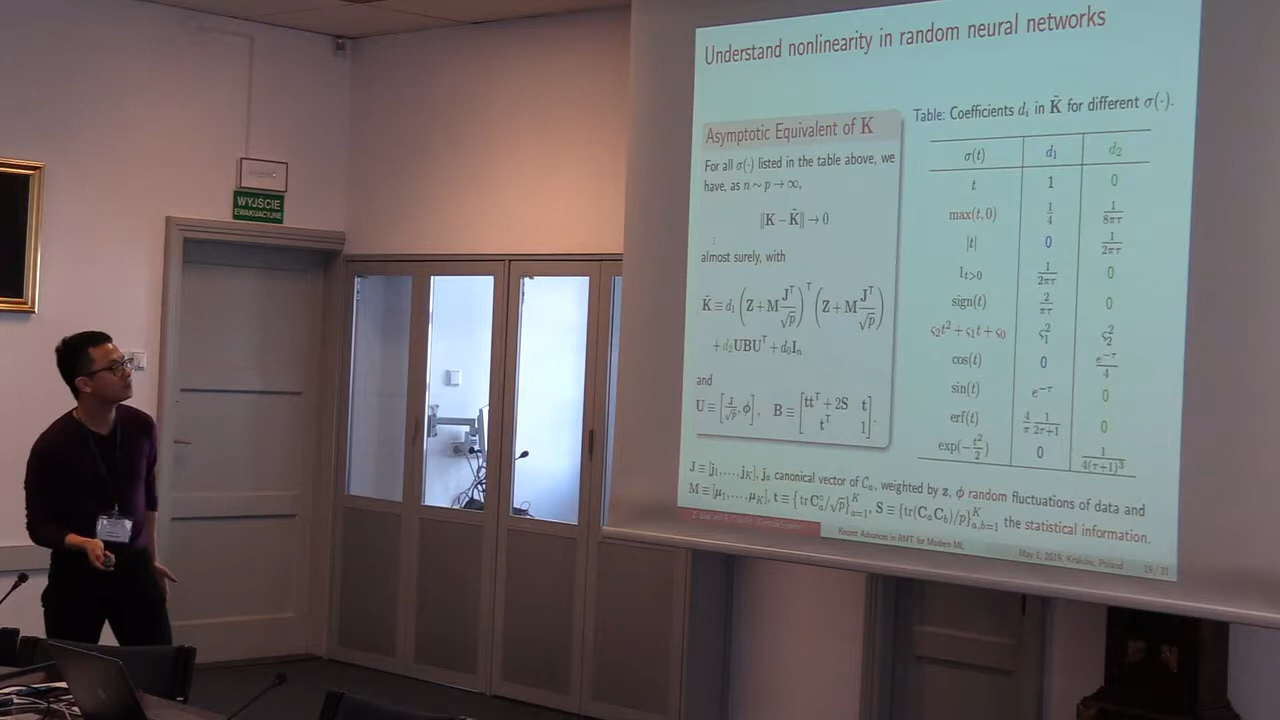 WYJŚCIE
EWAKUACYJNE
Understand nonlinearity in random neural networks
Asymptotic Equivalent of K
For all σ(·) listed in the table above, we
have, as n ~ p → ∞,
‖K − K̃‖ → 0
almost surely, with
K̃ ≡ d₁ (Z + M Jᵀ/√p)ᵀ (Z + M Jᵀ/√p)
+ d₂UBUᵀ + d₀Iₙ
and
U ≡ [J/√p, ϕ], B ≡ [ttᵀ + 2S t
tᵀ 1].
Table: Coefficients dᵢ in K̃ for different σ(·).
σ(t) d₁ d₂
t 1 0
max(t, 0) 1/4 1/8πτ
|t| 0 1/2πτ
1ₜ>₀ 1/2πτ 0
sign(t) 2/πτ 0
ς₂t² + ς₁t + ς₀ ς₁² ς₂²
cos(t) 0 e^−τ/4
sin(t) e^−τ 0
erf(t) 4/π 1/2τ+1 0
exp(−t²/2) 0 1/4(τ+1)³
J ≡ [j₁, …, j_K], jₐ canonical vector of Cₐ, weighted by z, ϕ random fluctuations of data and
M ≡ [μ₁, …, μ_K], t ≡ {tr Cₐ°/√p}ᴷₐ₌₁, S ≡ {tr(CₐC_b)/p}ᴷₐ,b=1 the statistical information.
Recent Advances in RMT for Modern ML
May 1, 2019, Kraków, Poland 19 / 33